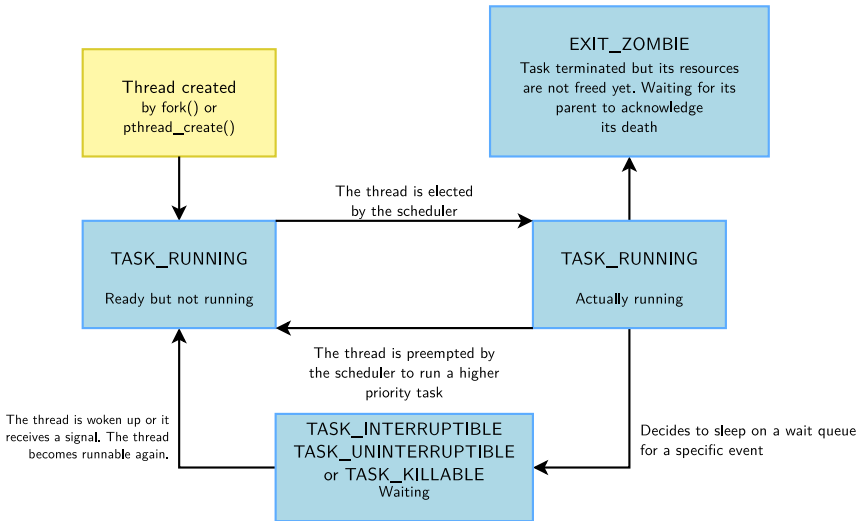 Thread created
by fork() or
pthread_create()
EXIT_ZOMBIE
Task terminated but its resources
are not freed yet. Waiting for its
parent to acknowledge
its death
The thread is elected
by the scheduler
TASK_RUNNING
Ready but not running
TASK_RUNNING
Actually running
The thread is preempted by
the scheduler to run a higher
priority task
The thread is woken up or it
receives a signal. The thread
becomes runnable again.
TASK_INTERRUPTIBLE
TASK_UNINTERRUPTIBLE
or TASK_KILLABLE
Waiting
Decides to sleep on a wait queue
for a specific event